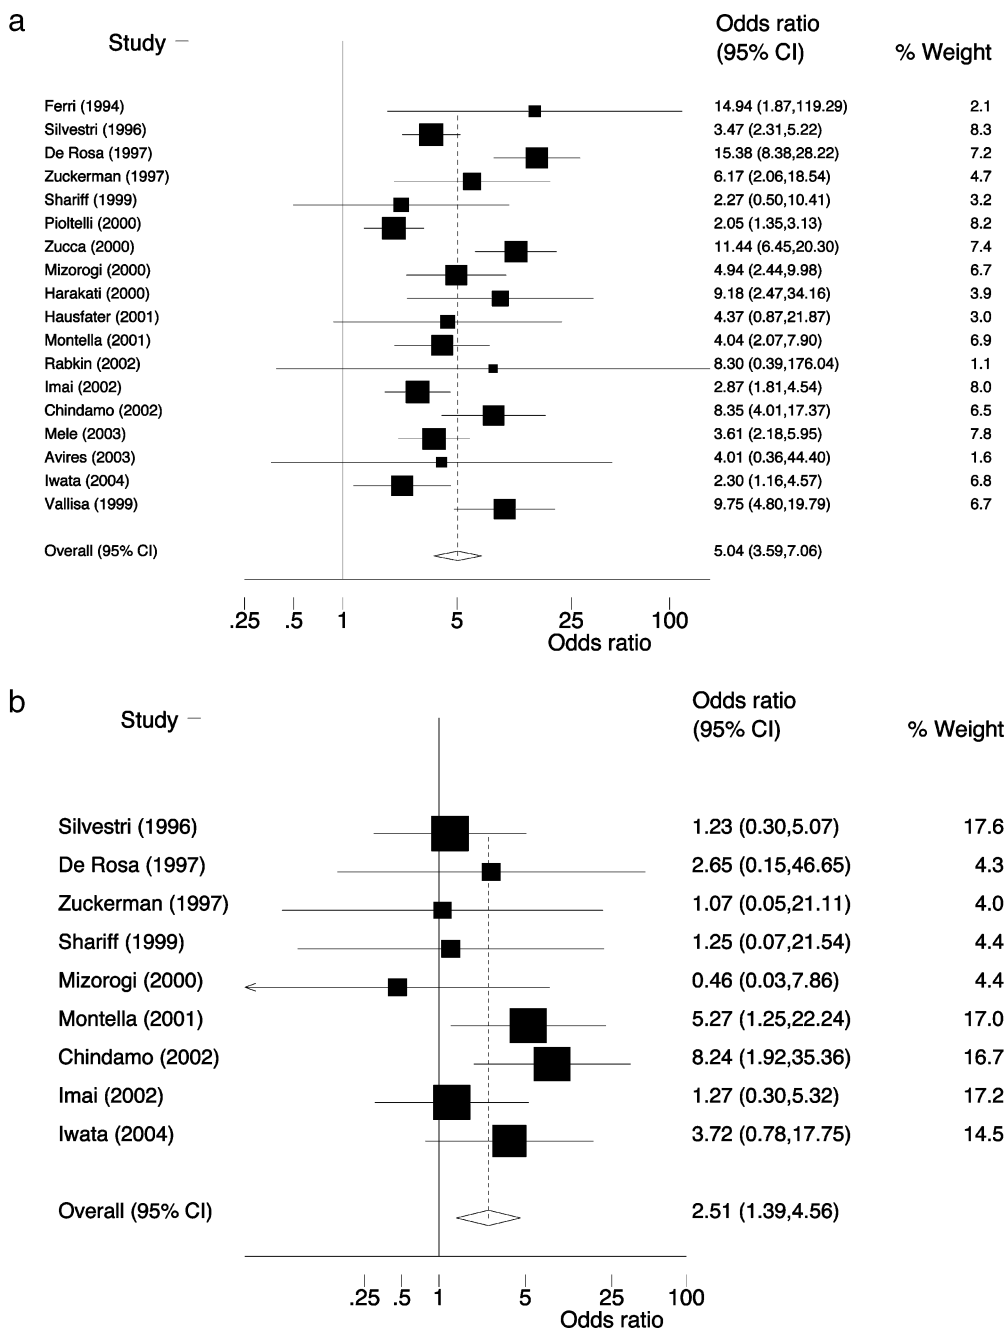 a
Study
Odds ratio
(95% CI)
% Weight
Ferri (1994) 14.94 (1.87,119.29) 2.1
Silvestri (1996) 3.47 (2.31,5.22) 8.3
De Rosa (1997) 15.38 (8.38,28.22) 7.2
Zuckerman (1997) 6.17 (2.06,18.54) 4.7
Shariff (1999) 2.27 (0.50,10.41) 3.2
Pioltelli (2000) 2.05 (1.35,3.13) 8.2
Zucca (2000) 11.44 (6.45,20.30) 7.4
Mizorogi (2000) 4.94 (2.44,9.98) 6.7
Harakati (2000) 9.18 (2.47,34.16) 3.9
Hausfater (2001) 4.37 (0.87,21.87) 3.0
Montella (2001) 4.04 (2.07,7.90) 6.9
Rabkin (2002) 8.30 (0.39,176.04) 1.1
Imai (2002) 2.87 (1.81,4.54) 8.0
Chindamo (2002) 8.35 (4.01,17.37) 6.5
Mele (2003) 3.61 (2.18,5.95) 7.8
Avires (2003) 4.01 (0.36,44.40) 1.6
Iwata (2004) 2.30 (1.16,4.57) 6.8
Vallisa (1999) 9.75 (4.80,19.79) 6.7
Overall (95% CI) 5.04 (3.59,7.06)
.25 .5 1 5 25 100
Odds ratio
b
Study
Odds ratio
(95% CI)
% Weight
Silvestri (1996) 1.23 (0.30,5.07) 17.6
De Rosa (1997) 2.65 (0.15,46.65) 4.3
Zuckerman (1997) 1.07 (0.05,21.11) 4.0
Shariff (1999) 1.25 (0.07,21.54) 4.4
Mizorogi (2000) 0.46 (0.03,7.86) 4.4
Montella (2001) 5.27 (1.25,22.24) 17.0
Chindamo (2002) 8.24 (1.92,35.36) 16.7
Imai (2002) 1.27 (0.30,5.32) 17.2
Iwata (2004) 3.72 (0.78,17.75) 14.5
Overall (95% CI) 2.51 (1.39,4.56)
.25 .5 1 5 25 100
Odds ratio